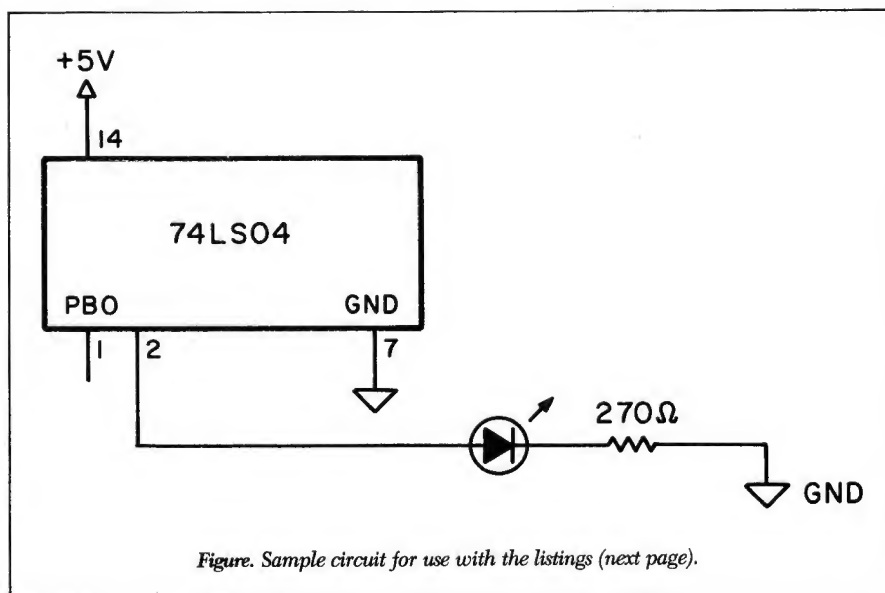 +5V
14
74LS04
PBO GND
1 2 7
270Ω
GND
Figure. Sample circuit for use with the listings (next page).